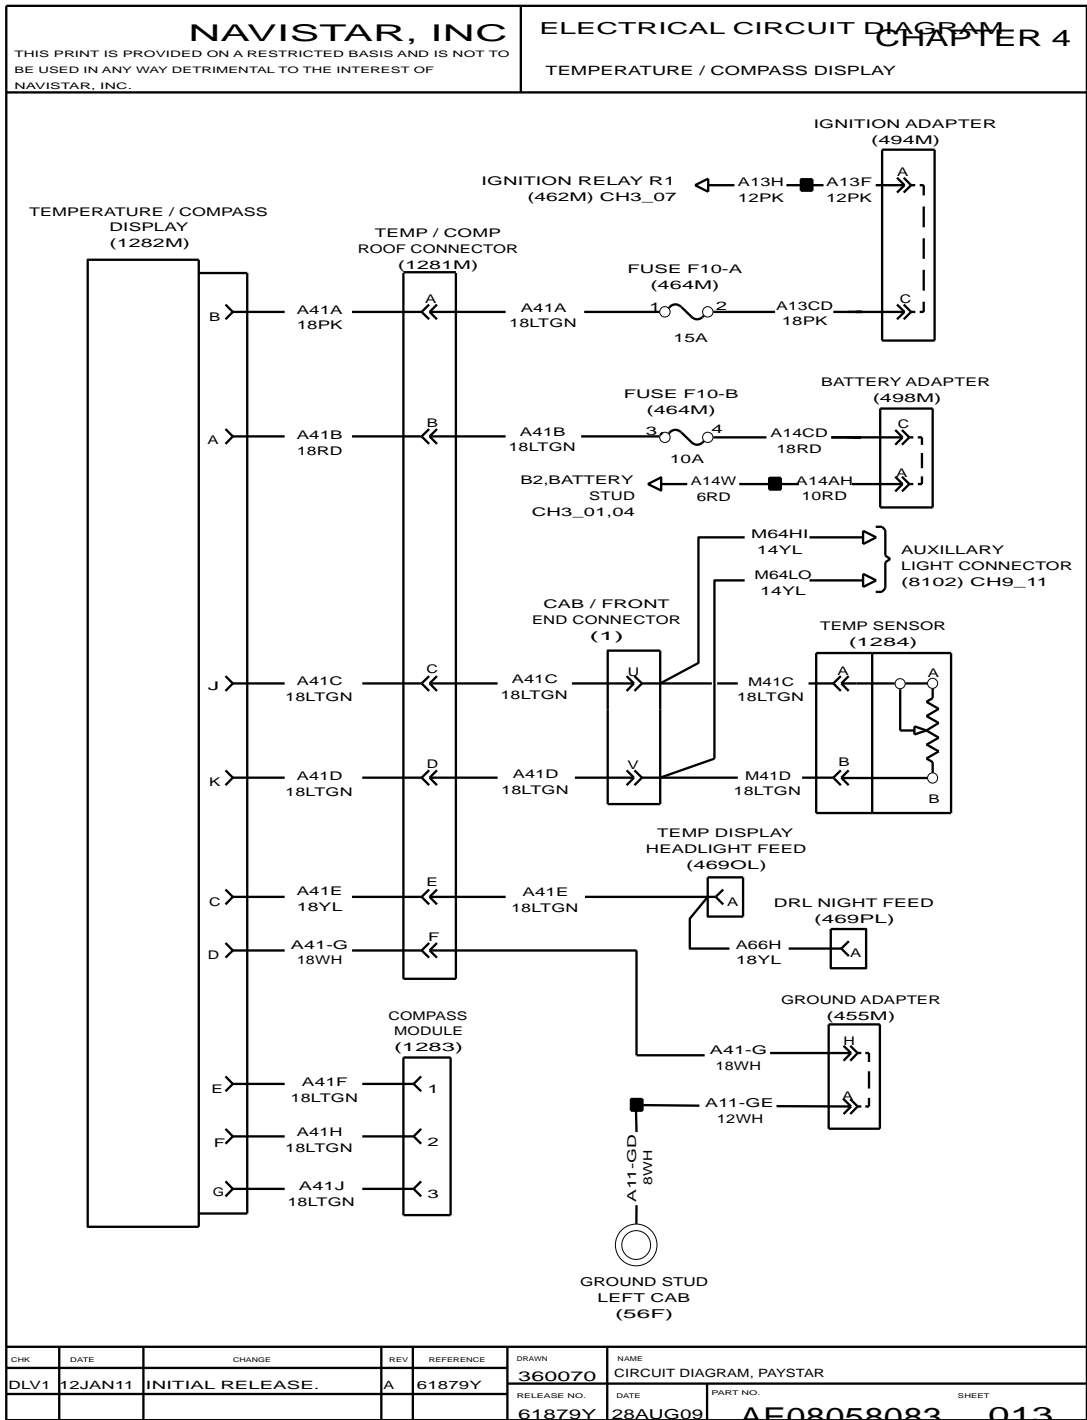 NAVISTAR, INC
THIS PRINT IS PROVIDED ON A RESTRICTED BASIS AND IS NOT TO
BE USED IN ANY WAY DETRIMENTAL TO THE INTEREST OF
NAVISTAR, INC.
ELECTRICAL CIRCUIT DIAGRAM
CHAPTER 4
TEMPERATURE / COMPASS DISPLAY
IGNITION ADAPTER
(494M)
A
C
IGNITION RELAY R1
(462M) CH3_07
A13H
12PK
A13F
12PK
TEMPERATURE / COMPASS
DISPLAY
(1282M)
TEMP / COMP
ROOF CONNECTOR
(1281M)
FUSE F10-A
(464M)
B
A41A
18PK
A
A41A
18LTGN
1
2
15A
A13CD
18PK
BATTERY ADAPTER
(498M)
FUSE F10-B
(464M)
A
A41B
18RD
B
A41B
18LTGN
3
4
10A
A14CD
18RD
C
A
B2,BATTERY
STUD
CH3_01,04
A14W
6RD
A14AH
10RD
M64HI
14YL
M64LO
14YL
AUXILLARY
LIGHT CONNECTOR
(8102) CH9_11
CAB / FRONT
END CONNECTOR
(1)
TEMP SENSOR
(1284)
J
A41C
18LTGN
C
A41C
18LTGN
U
M41C
18LTGN
A
A
K
A41D
18LTGN
D
A41D
18LTGN
V
M41D
18LTGN
B
B
TEMP DISPLAY
HEADLIGHT FEED
(469OL)
C
A41E
18YL
E
A41E
18LTGN
A
DRL NIGHT FEED
(469PL)
A66H
18YL
A
D
A41-G
18WH
F
GROUND ADAPTER
(455M)
A41-G
18WH
H
A11-GE
12WH
A
COMPASS
MODULE
(1283)
E
A41F
18LTGN
1
F
A41H
18LTGN
2
G
A41J
18LTGN
3
A11-GD
8WH
GROUND STUD
LEFT CAB
(56F)
CHK
DATE
CHANGE
REV
REFERENCE
DLV1
12JAN11
INITIAL RELEASE.
A
61879Y
DRAWN
360070
NAME
CIRCUIT DIAGRAM, PAYSTAR
RELEASE NO.
61879Y
DATE
28AUG09
PART NO.
AE08058083
SHEET
013